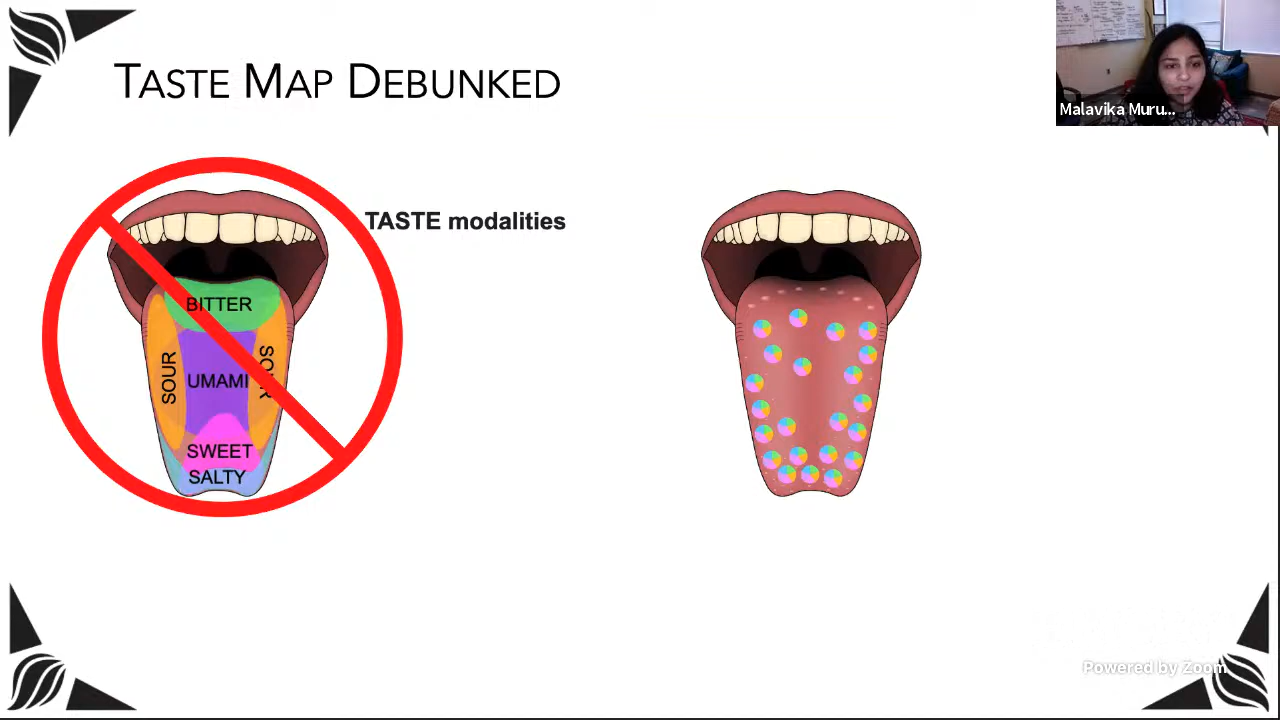 TASTE MAP DEBUNKED
Malavika Muru...
TASTE modalities
BITTER
SOUR
UMAMI
SOUR
SWEET
SALTY
Powered by Zoom